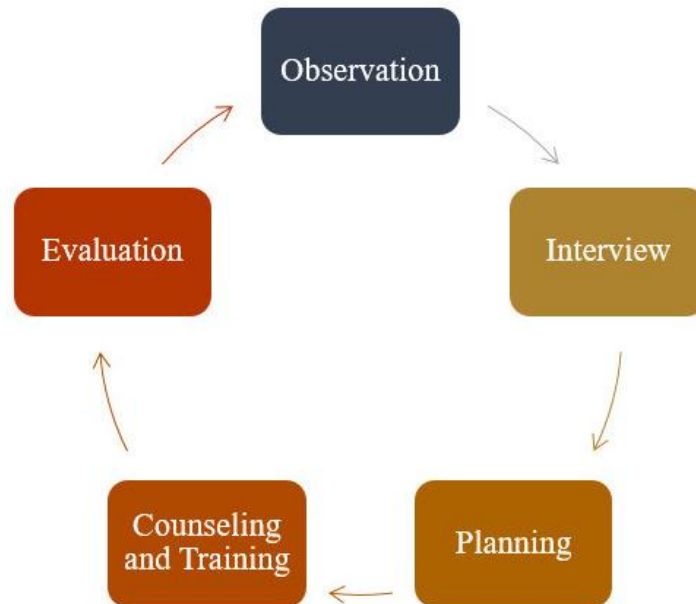 Observation
Interview
Planning
Counseling
and Training
Evaluation